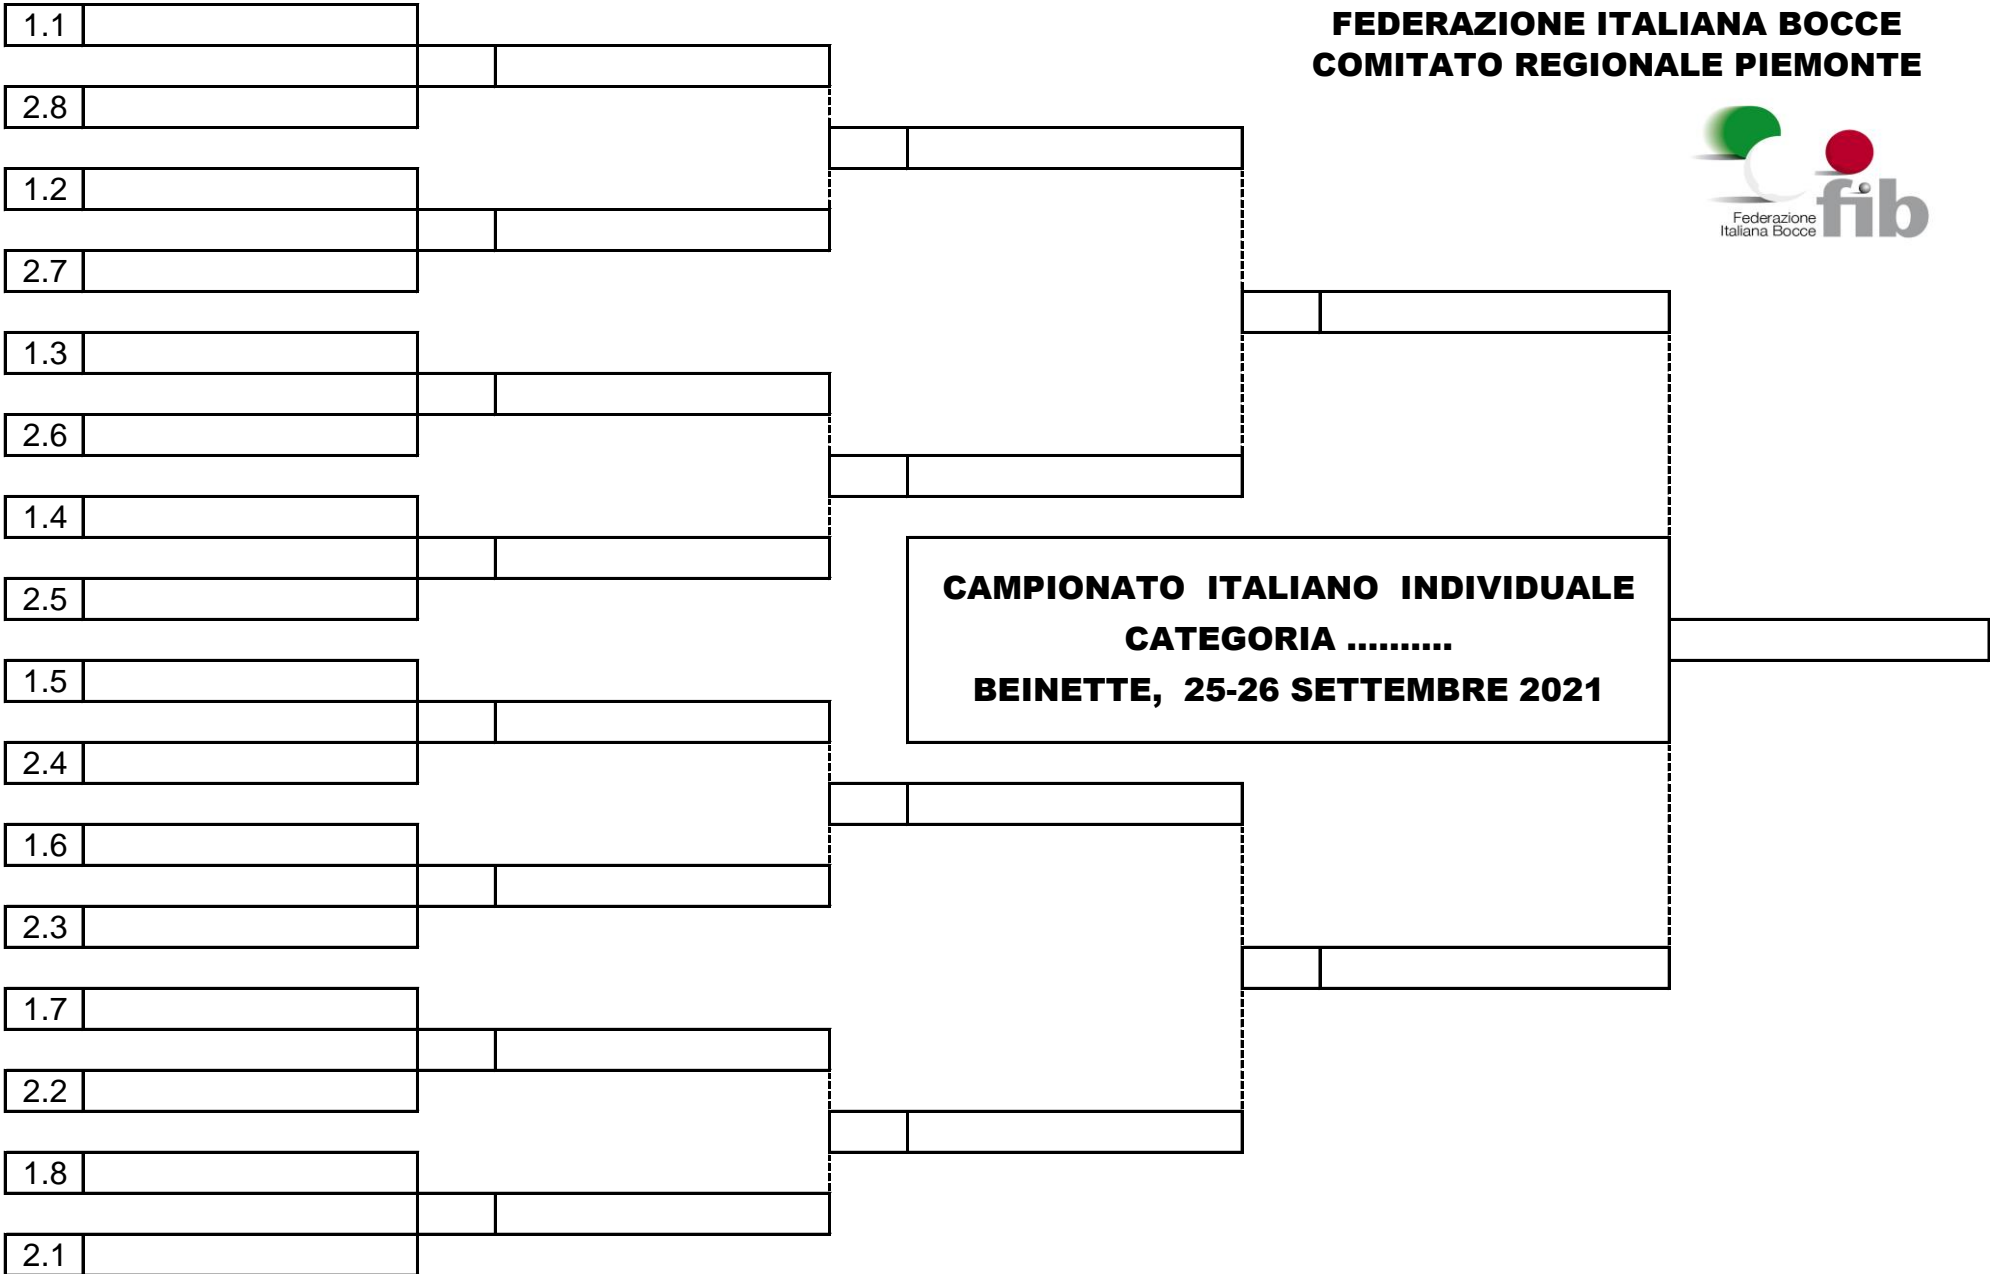 FEDERAZIONE ITALIANA BOCCE
COMITATO REGIONALE PIEMONTE
Federazione
Italiana Bocce
fib
1.1
2.8
1.2
2.7
1.3
2.6
1.4
2.5
1.5
2.4
1.6
2.3
1.7
2.2
1.8
2.1
CAMPIONATO ITALIANO INDIVIDUALE
CATEGORIA ..........
BEINETTE, 25-26 SETTEMBRE 2021